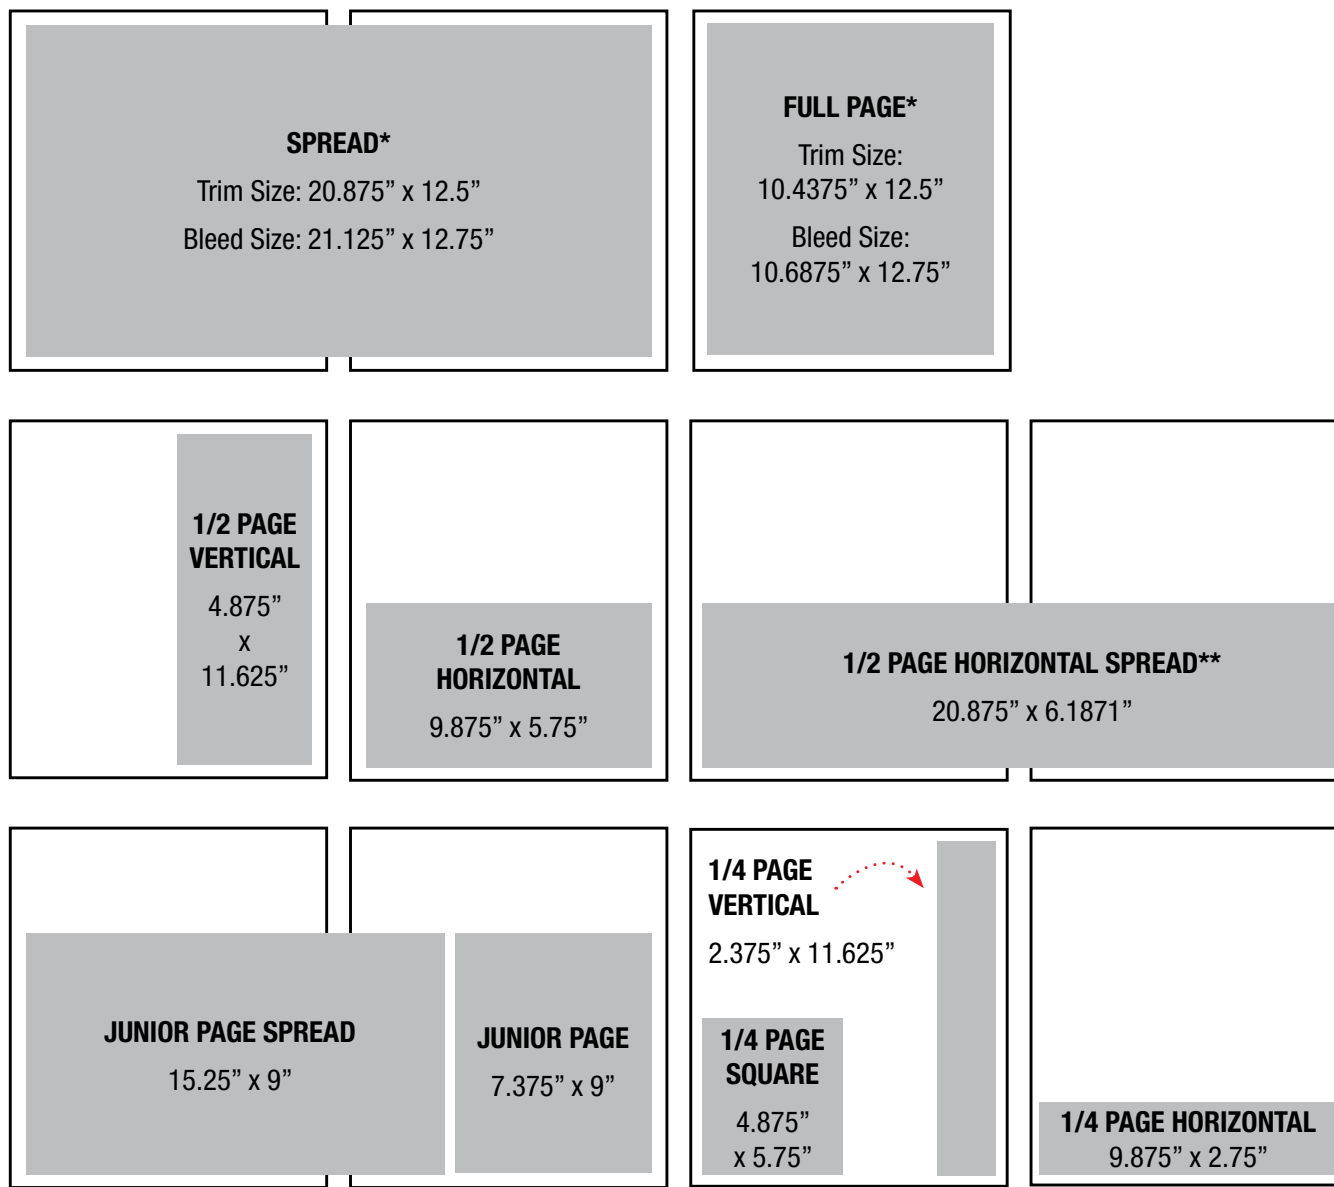 SPREAD*
Trim Size: 20.875” x 12.5”
Bleed Size: 21.125” x 12.75”
FULL PAGE*
Trim Size:
10.4375” x 12.5”
Bleed Size:
10.6875” x 12.75”
1/2 PAGE
VERTICAL
4.875”
x
11.625”
1/2 PAGE
HORIZONTAL
9.875” x 5.75”
1/2 PAGE HORIZONTAL SPREAD**
20.875” x 6.1871”
JUNIOR PAGE SPREAD
15.25” x 9”
JUNIOR PAGE
7.375” x 9”
1/4 PAGE
VERTICAL
2.375” x 11.625”
1/4 PAGE
SQUARE
4.875”
x 5.75”
1/4 PAGE HORIZONTAL
9.875” x 2.75”